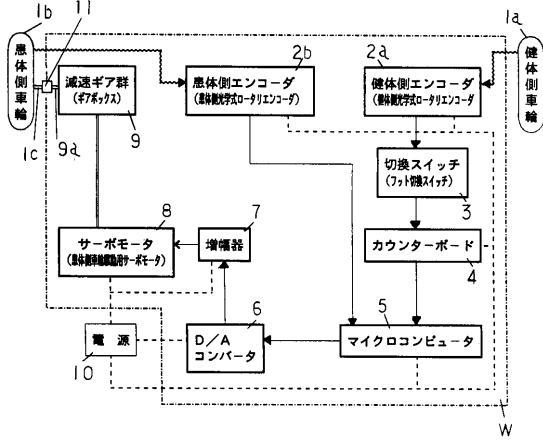 1b
11
患体側車輪
減速ギア群
(ギアボックス)
1c
9a
9
2b
患体側エンコーダ
(患体側光学式ロータリエンコーダ)
2a
健体側エンコーダ
(健体側光学式ロータリエンコーダ)
1a
健体側車輪
切換スイッチ
(フット切換スイッチ)
3
8
サーボモータ
(患体側車輪駆動用サーボモータ)
7
増幅器
カウンターボード
4
電源
10
6
D/A
コンバータ
5
マイクロコンピュータ
W